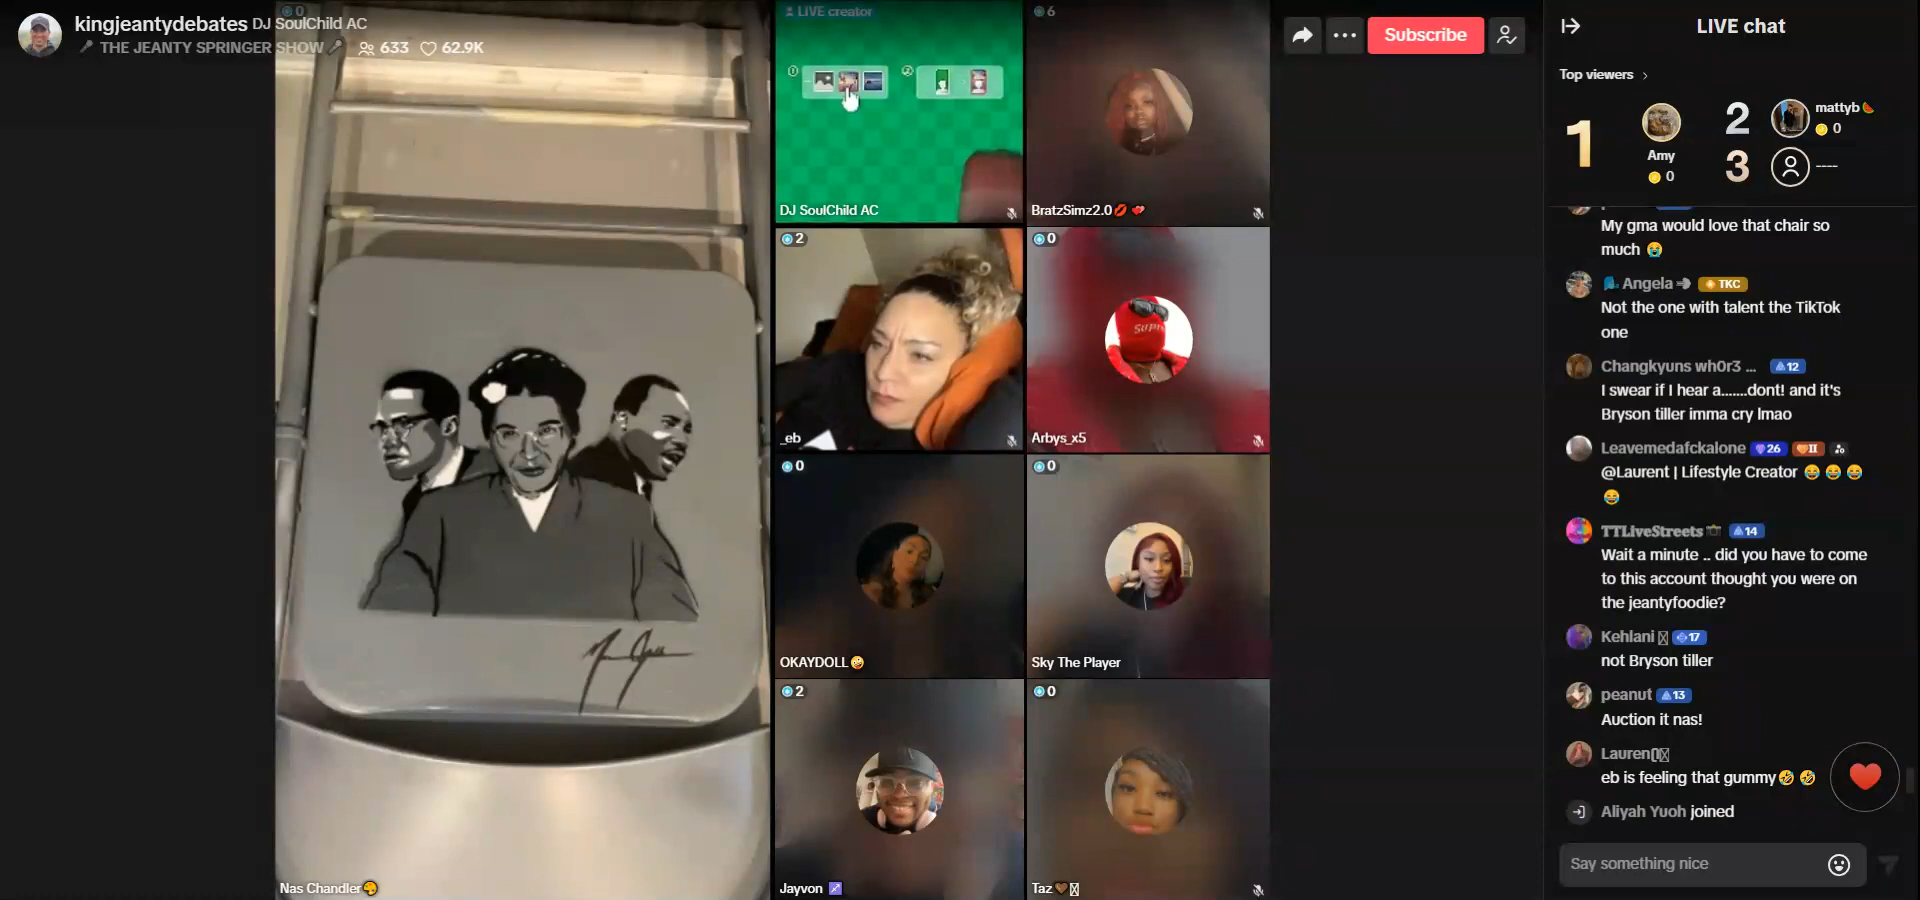 kingjeantydebates DJ SoulChild AC
THE JEANTY SPRINGER SHOW 633 62.9K
0
LIVE creator
6
Subscribe
DJ SoulChild AC
BratzSimz2.0💋❤️
2
0
_eb
Arbys_x5
0
0
OKAYDOLL🤪
Sky The Player
2
0
Nas Chandler
Jayvon ♐
Taz🤎
LIVE chat
Top viewers >
1
Amy
0
2
mattyb🍉
0
3
----
My gma would love that chair so
much 😭
Angela TKC
Not the one with talent the TikTok
one
Changkyuns wh0r3 ... 12
I swear if I hear a.......dont! and it's
Bryson tiller imma cry lmao
Leavemedafckalone 26 II
@Laurent | Lifestyle Creator 😂 😂 😂
😂
TTLiveStreets 14
Wait a minute .. did you have to come
to this account thought you were on
the jeantyfoodie?
Kehlani 17
not Bryson tiller
peanut 13
Auction it nas!
Lauren
eb is feeling that gummy🤣 🤣
Aliyah Yuoh joined
Say something nice